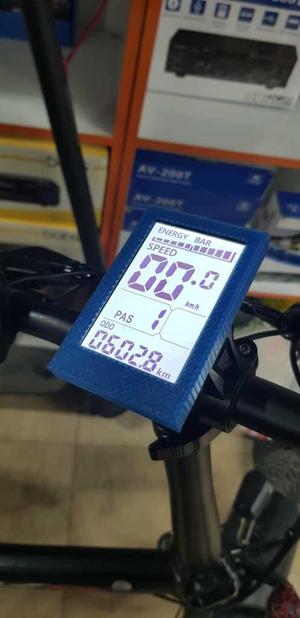 AV-200T
AV-200T
ENERGY BAR
SPEED
00.0
km/h
PAS 1
ODO
06028 km